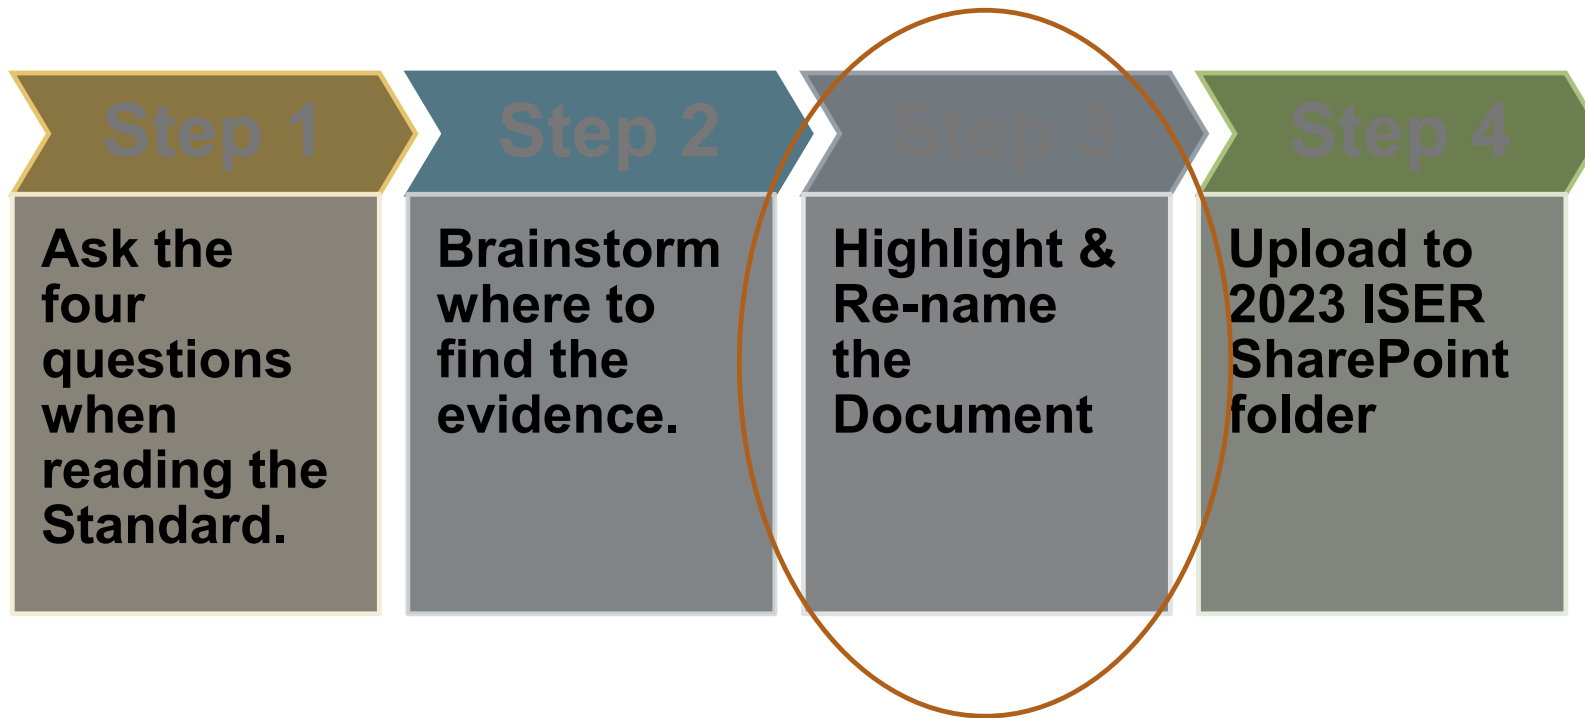 Step 1
Ask the
four
questions
when
reading the
Standard.
Step 2
Brainstorm
where to
find the
evidence.
Step 3
Highlight &
Re-name
the
Document
Step 4
Upload to
2023 ISER
SharePoint
folder